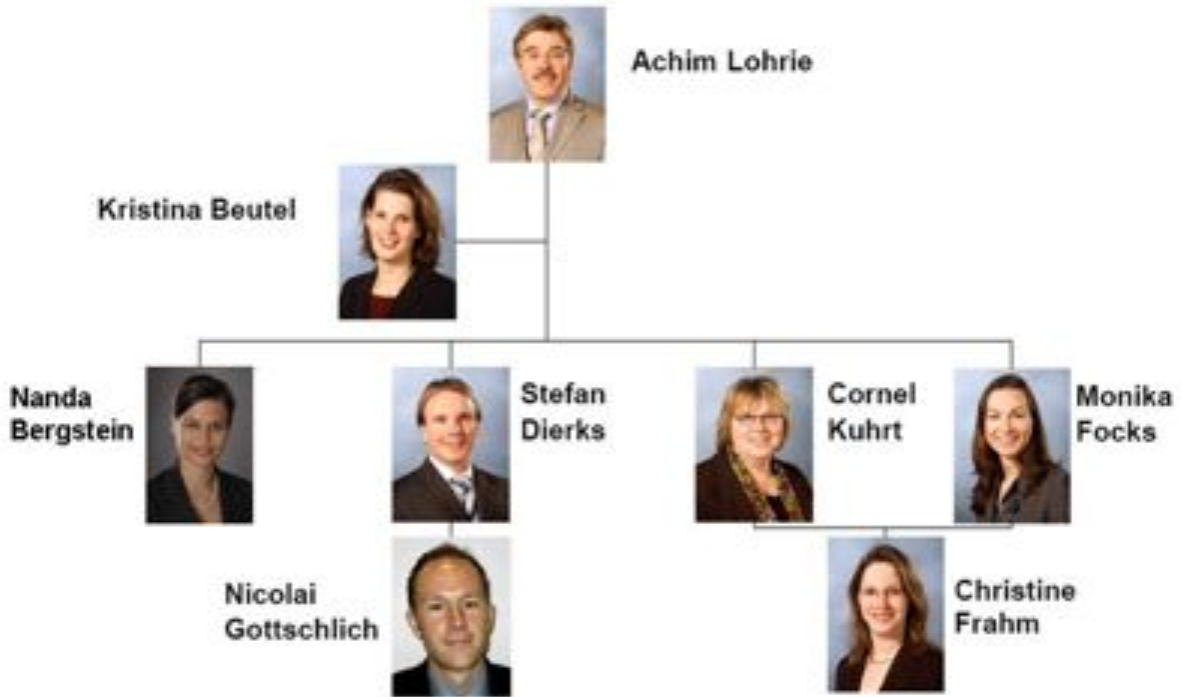 Achim Lohrie
Kristina Beutel
Nanda
Bergstein
Stefan
Dierks
Cornel
Kuhrt
Monika
Focks
Nicolai
Gottschlich
Christine
Frahm